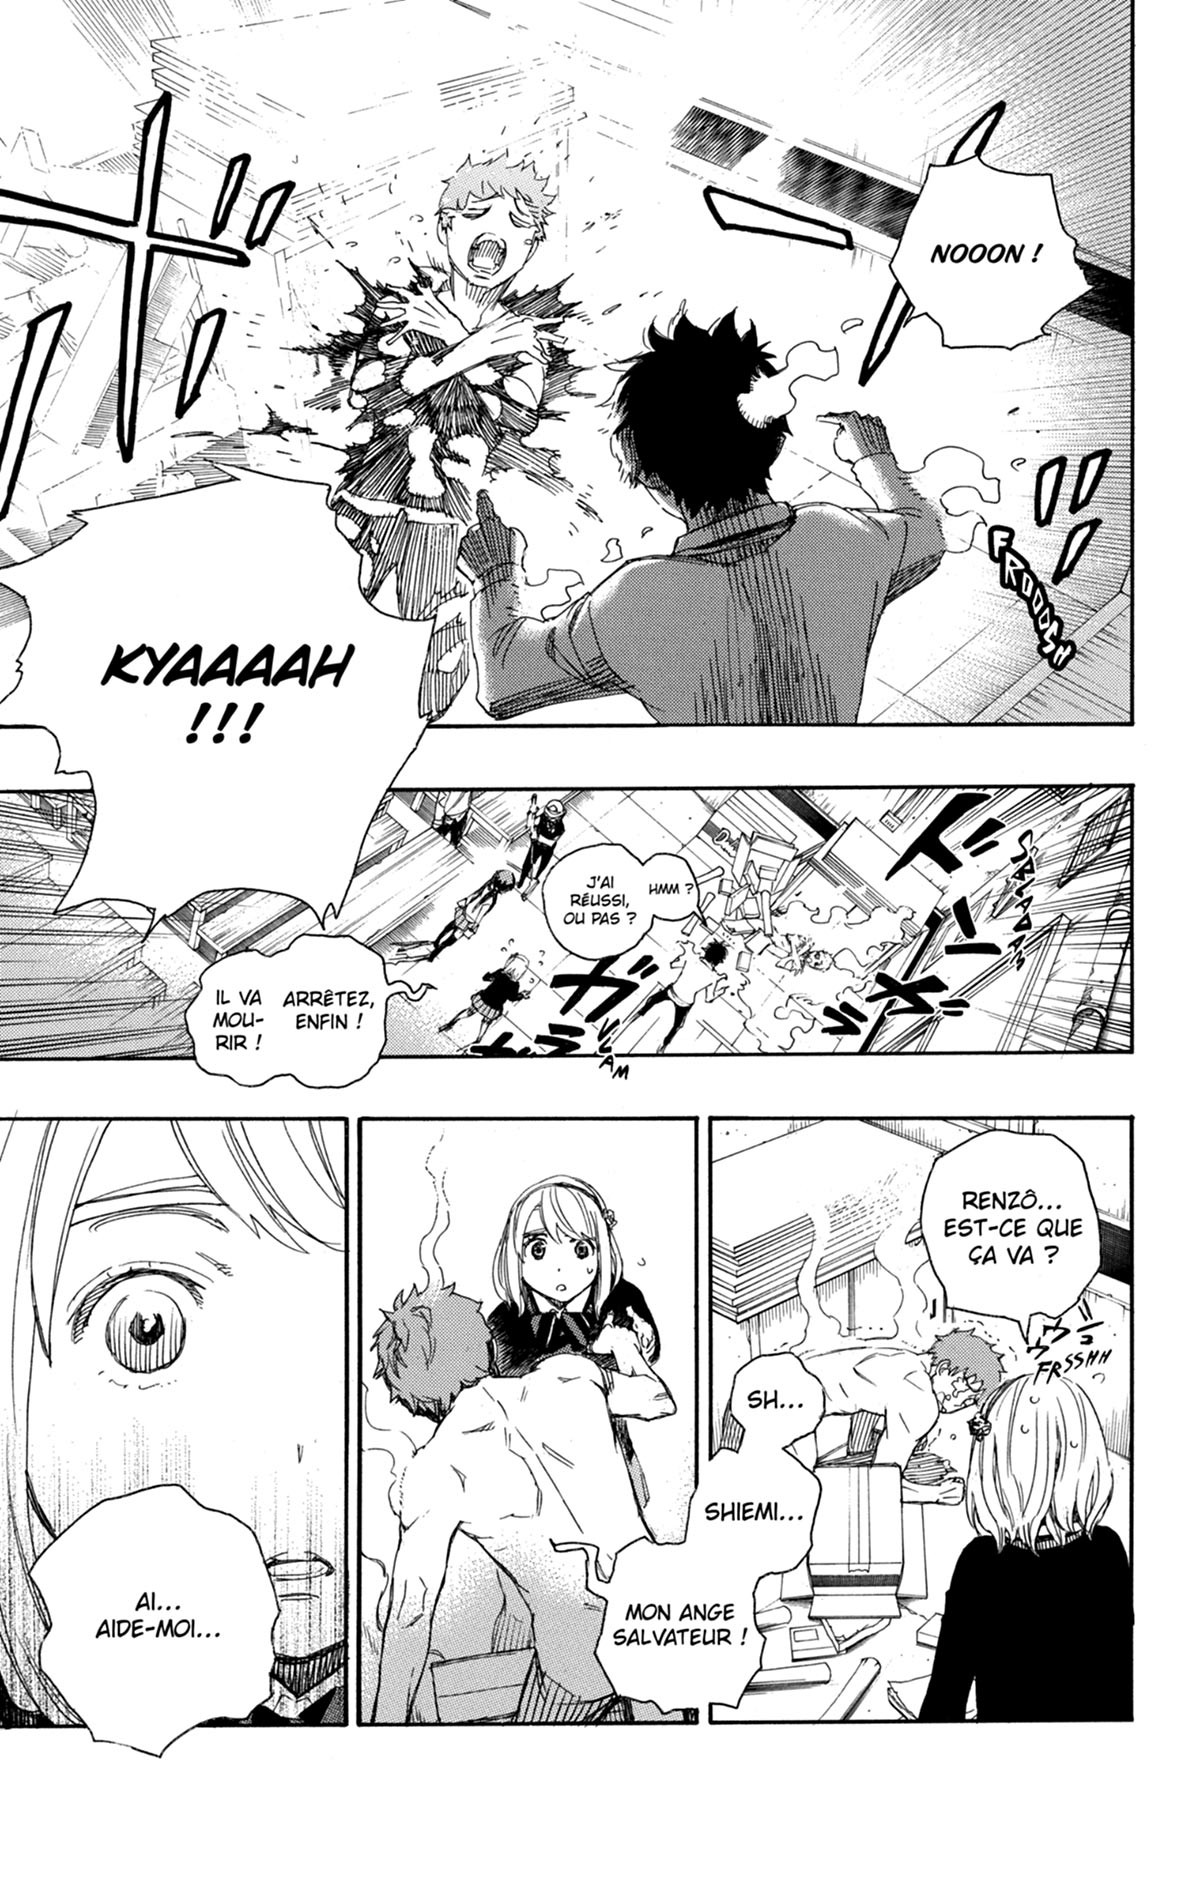 NOOON !
FROOOSH
KYAAAAH
!!!
HMM ?
J'AI
RÉUSSI,
OU PAS ?
VLAM
ARRÊTEZ,
ENFIN !
IL VA
MOU-
RIR !
RENZÔ...
EST-CE QUE
ÇA VA ?
FRSSHH
SH...
SHIEMI...
MON ANGE
SALVATEUR !
AI...
AIDE-MOI...